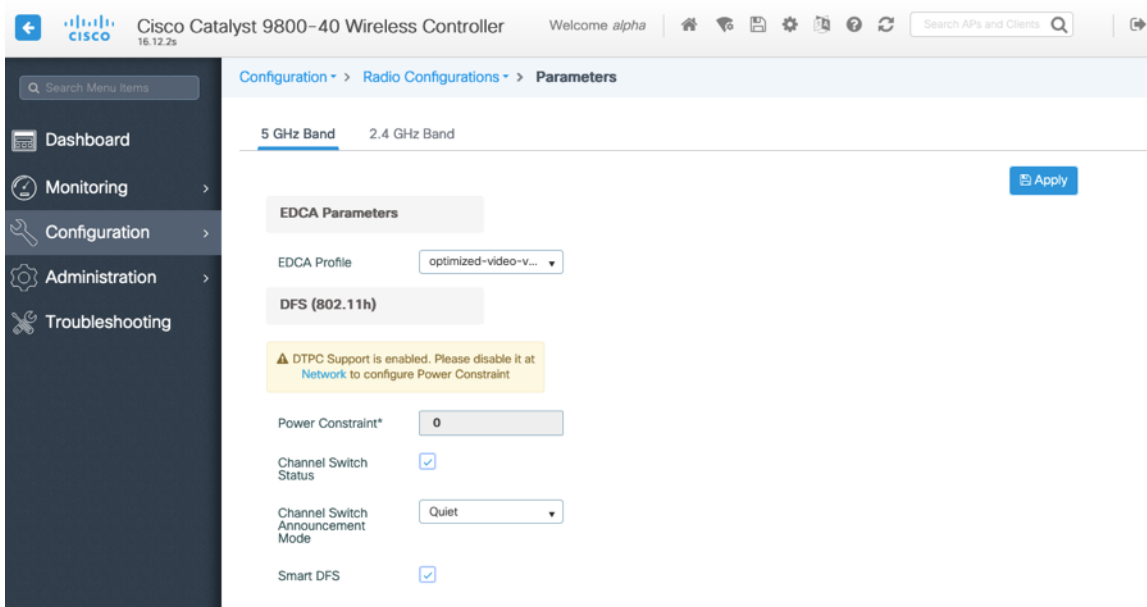 cisco
Cisco Catalyst 9800-40 Wireless Controller
16.12.2s
Welcome alpha
Search APs and Clients
Search Menu Items
Dashboard
Monitoring
Configuration
Administration
Troubleshooting
Configuration > Radio Configurations > Parameters
5 GHz Band 2.4 GHz Band
Apply
EDCA Parameters
EDCA Profile optimized-video-v...
DFS (802.11h)
DTPC Support is enabled. Please disable it at
Network to configure Power Constraint
Power Constraint* 0
Channel Switch
Status
Channel Switch Quiet
Announcement
Mode
Smart DFS